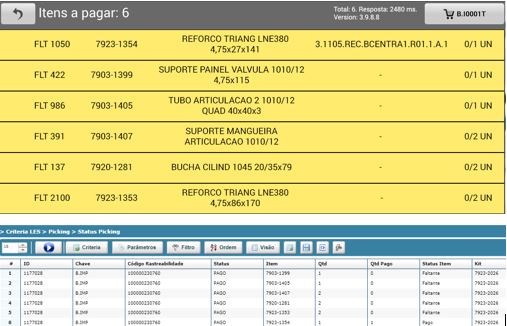 Itens a pagar: 6
Total: 6. Resposta: 2480 ms.
Version: 3.9.8.8
B.I0001T
FLT 1050 7923-1354 REFORCO TRIANG LNE380 4,75x27x141 3.1105.REC.BCENTRA1.R01.1.A.1 0/1 UN
FLT 422 7903-1399 SUPORTE PAINEL VALVULA 1010/12 4,75x115 - 0/1 UN
FLT 986 7903-1405 TUBO ARTICULACAO 2 1010/12 QUAD 40x40x3 - 0/1 UN
FLT 391 7903-1407 SUPORTE MANGUEIRA ARTICULACAO 1010/12 - 0/2 UN
FLT 137 7920-1281 BUCHA CILIND 1045 20/35x79 - 0/2 UN
FLT 2100 7923-1353 REFORCO TRIANG LNE380 4,75x86x170 - 0/2 UN
> Criteria LES > Picking > Status Picking
Criteria Parâmetros Filtro Ordem Visão
# ID Chave Código Rastreabilidade Status Item Qtd Qtd Pago Status Item Kit
1 1177028 B.IMP 100000230760 PAGO 7903-1399 1 0 Faltante 7923-2026
2 1177028 B.IMP 100000230760 PAGO 7903-1405 1 0 Faltante 7923-2026
3 1177028 B.IMP 100000230760 PAGO 7903-1407 2 0 Faltante 7923-2026
4 1177028 B.IMP 100000230760 PAGO 7920-1281 2 0 Faltante 7923-2026
5 1177028 B.IMP 100000230760 PAGO 7923-1353 2 0 Faltante 7923-2026
6 1177028 B.IMP 100000230760 PAGO 7923-1354 1 1 Pago 7923-2026